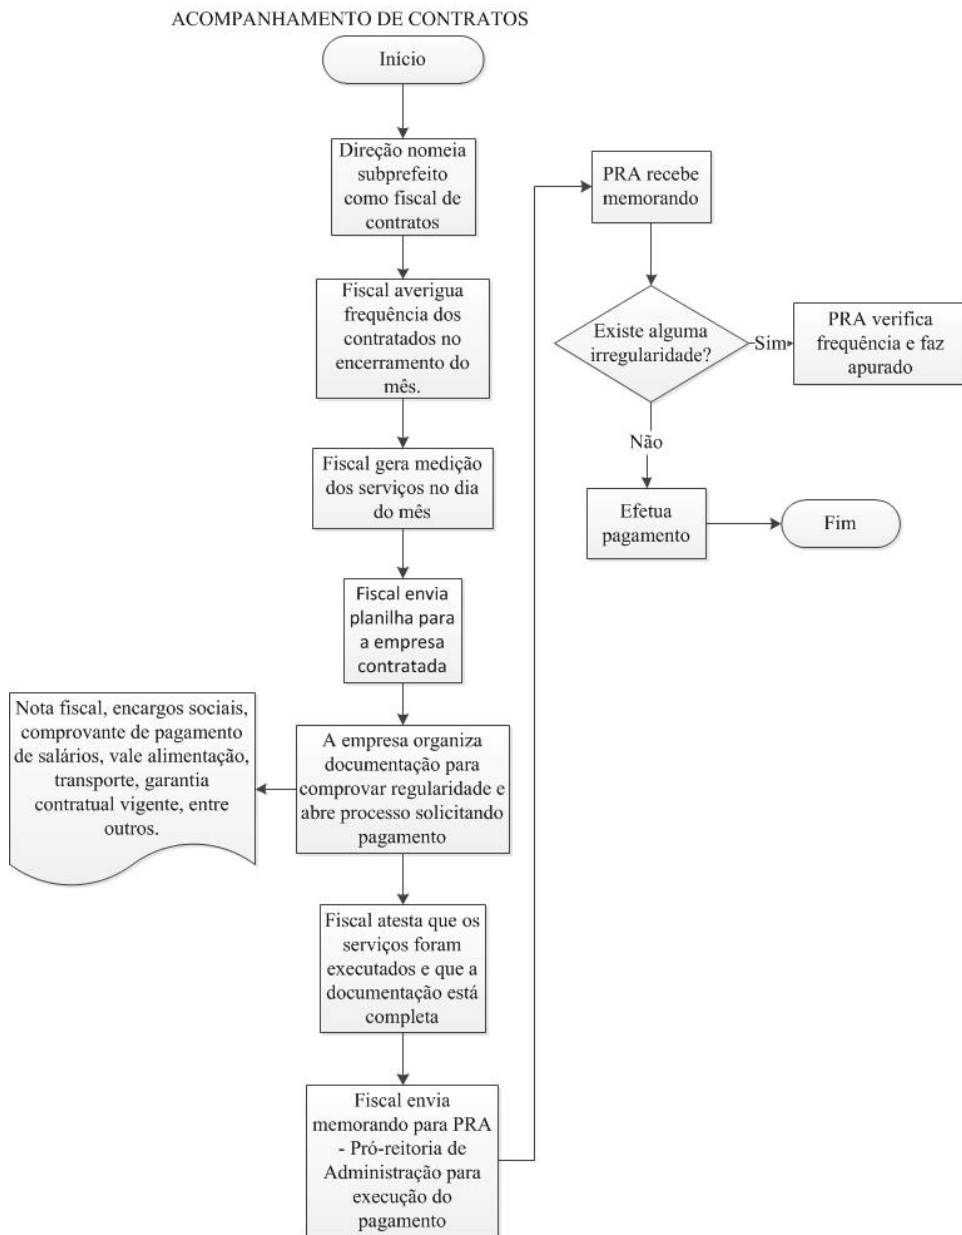 ACOMPANHAMENTO DE CONTRATOS
Início
Direção nomeia
subprefeito
como fiscal de
contratos
Fiscal averigua
frequência dos
contratados no
encerramento do
mês.
Fiscal gera medição
dos serviços no dia
do mês
Fiscal envia
planilha para
a empresa
contratada
A empresa organiza
documentação para
comprovar regularidade e
abre processo solicitando
pagamento
Nota fiscal, encargos sociais,
comprovante de pagamento
de salários, vale alimentação,
transporte, garantia
contratual vigente, entre
outros.
Fiscal atesta que os
serviços foram
executados e que a
documentação está
completa
Fiscal envia
memorando para PRA
- Pró-reitoria de
Administração para
execução do
pagamento
PRA recebe
memorando
Existe alguma
irregularidade?
Sim
PRA verifica
frequência e faz
apurado
Não
Efetua
pagamento
Fim